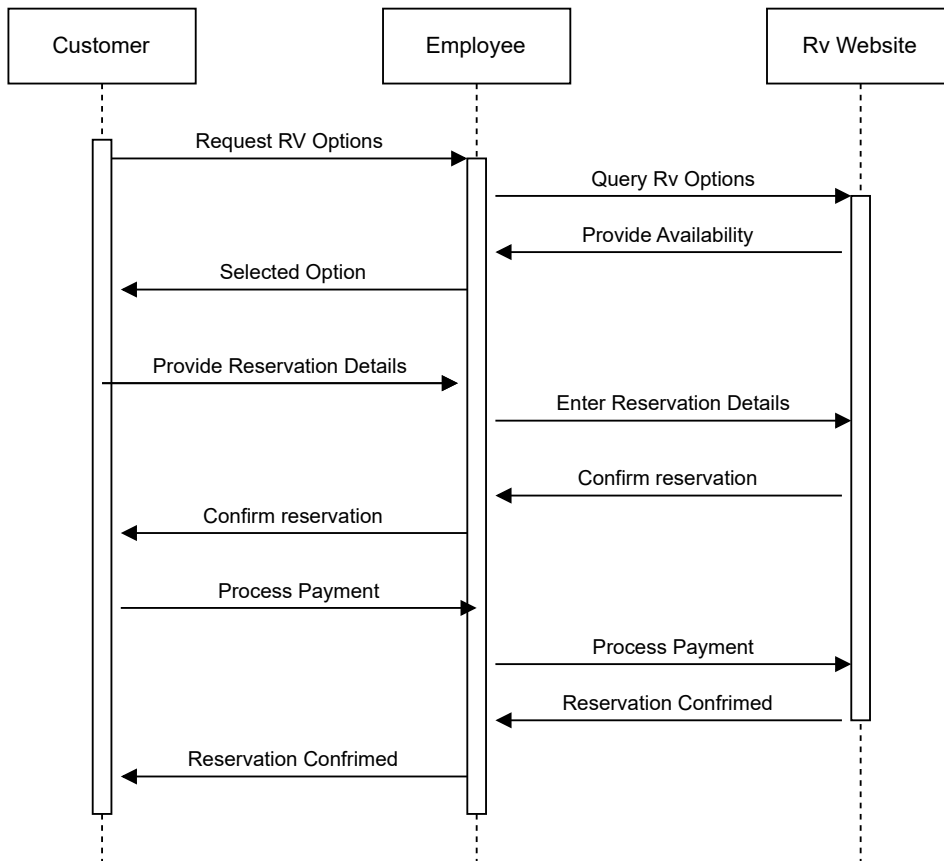 Customer
Employee
Rv Website
Request RV Options
Query Rv Options
Provide Availability
Selected Option
Provide Reservation Details
Enter Reservation Details
Confirm reservation
Confirm reservation
Process Payment
Process Payment
Reservation Confrimed
Reservation Confrimed